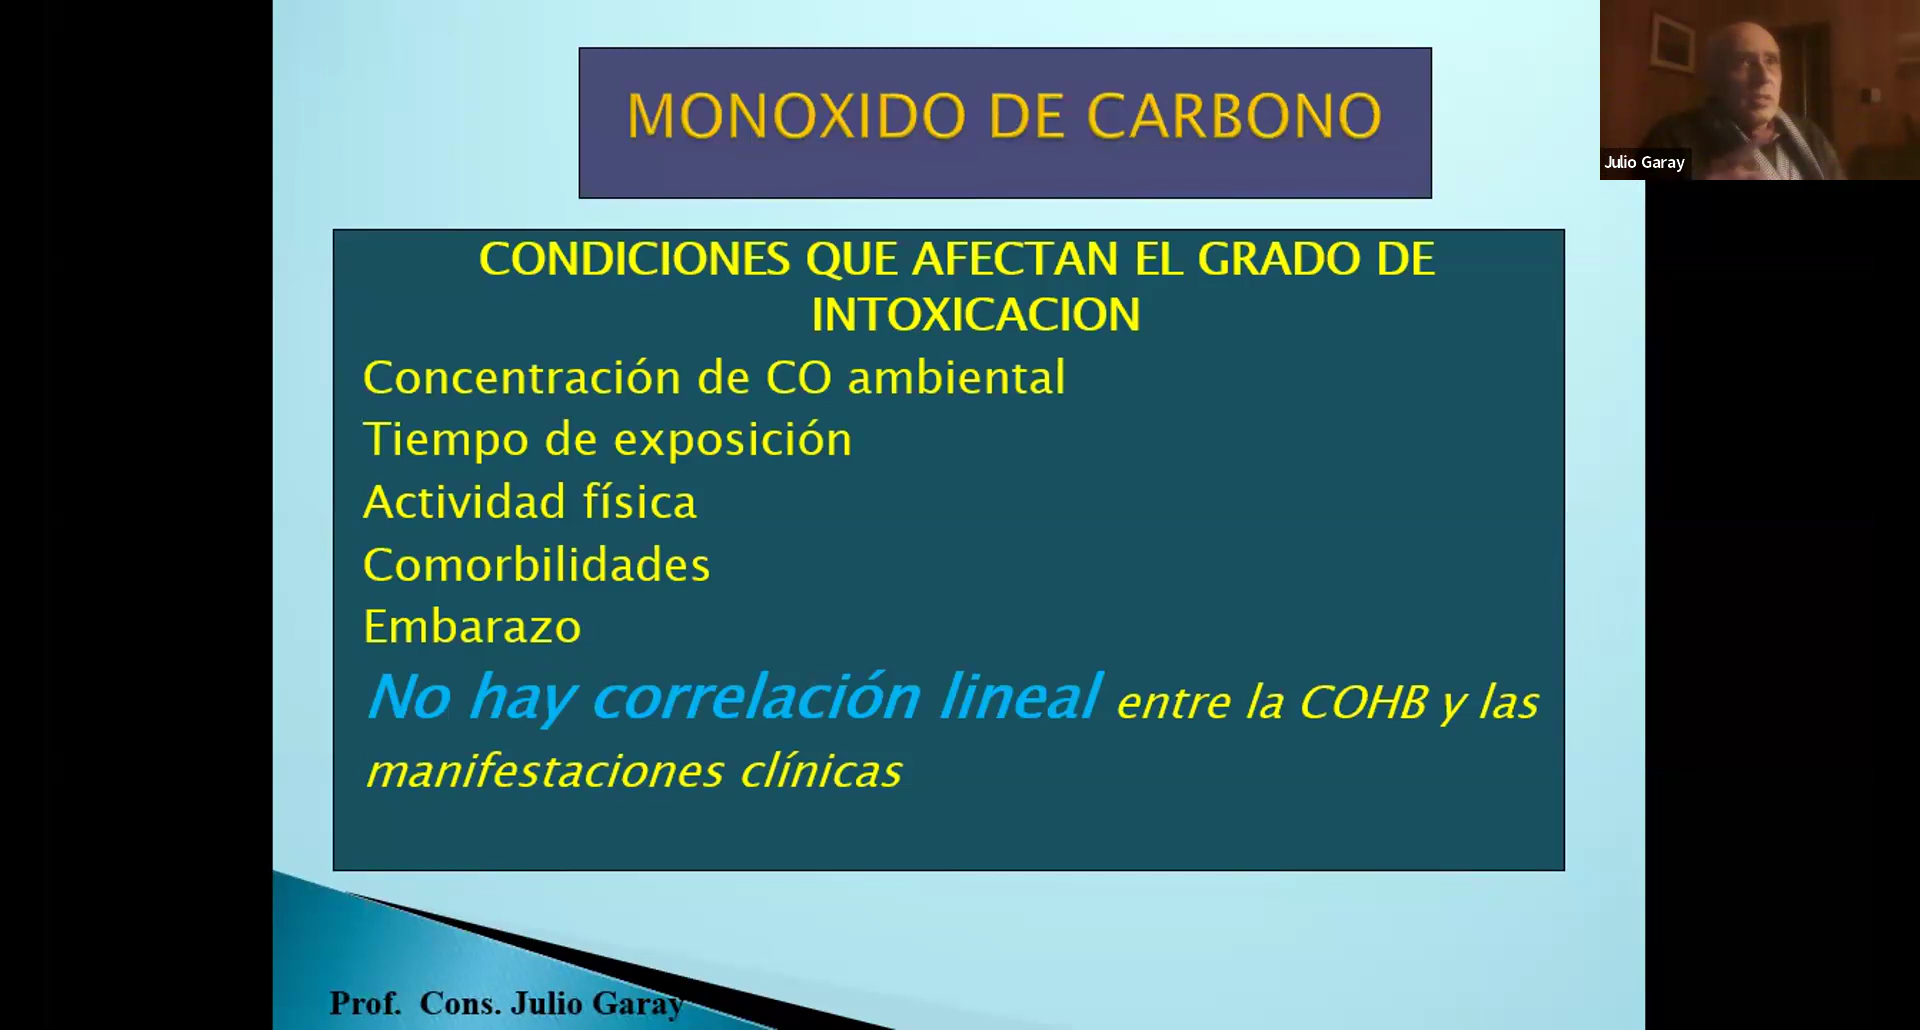 MONOXIDO DE CARBONO
Julio Garay
CONDICIONES QUE AFECTAN EL GRADO DE
INTOXICACION
Concentración de CO ambiental
Tiempo de exposición
Actividad física
Comorbilidades
Embarazo
No hay correlación lineal entre la COHB y las
manifestaciones clínicas
Prof. Cons. Julio Garay